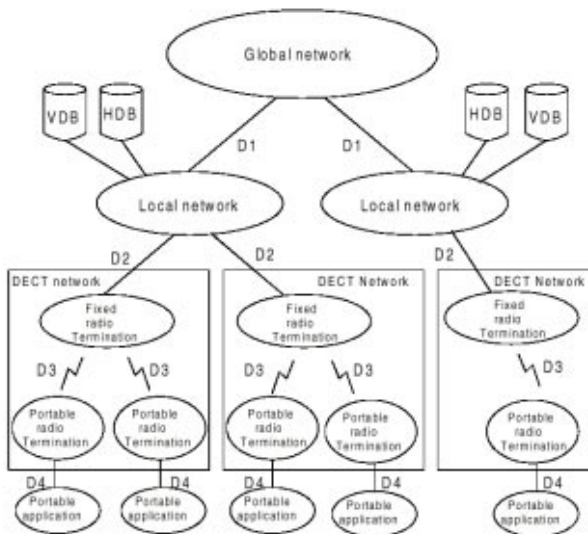 Global network
VDB
HDB
HDB
VDB
D1
D1
Local network
Local network
D2
D2
D2
DECT network
DECT Network
DECT Network
Fixed
radio
Termination
Fixed
radio
Termination
Fixed
radio
Termination
D3
D3
D3
D3
D3
Portable
radio
Termination
Portable
radio
Termination
Portable
radio
Termination
Portable
radio
Termination
Portable
radio
Termination
D4
D4
D4
D4
D4
Portable
application
Portable
application
Portable
application
Portable
application
Portable
application